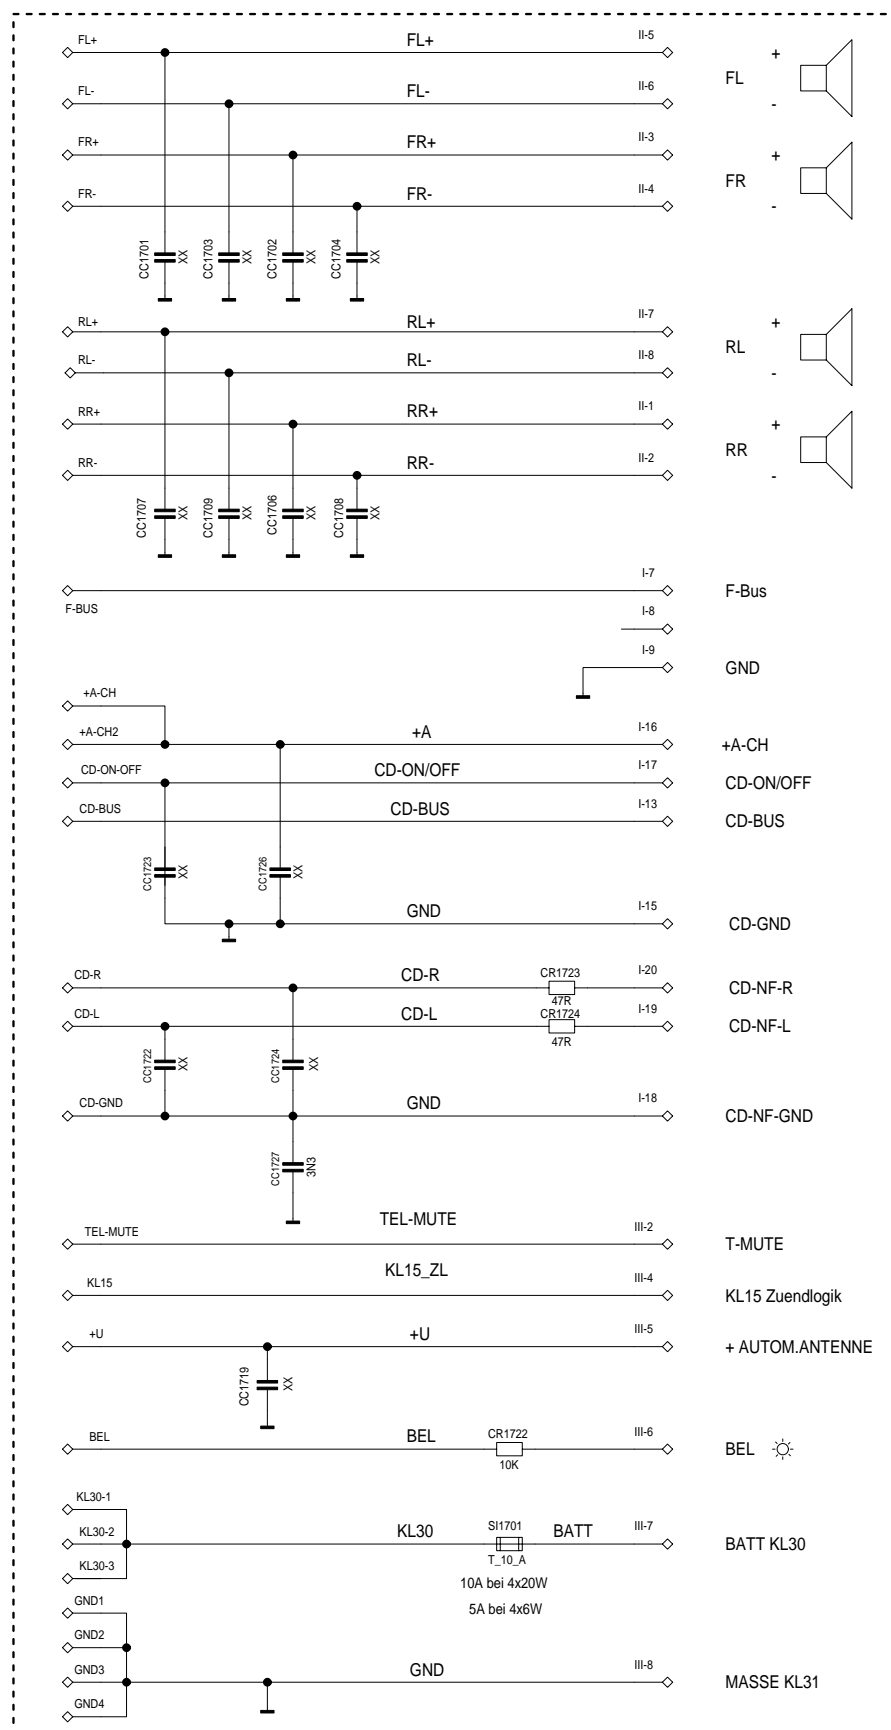 FL+ FL+ II-5
FL +
-
FL- FL- II-6
FR+ FR+ II-3
FR +
-
FR- FR- II-4
CC1701 XX CC1703 XX CC1702 XX CC1704 XX
RL+ RL+ II-7
RL +
-
RL- RL- II-8
RR+ RR+ II-1
RR +
-
RR- RR- II-2
CC1707 XX CC1709 XX CC1706 XX CC1708 XX
I-7
F-BUS F-Bus
I-8
I-9
GND
+A-CH
+A-CH2 +A I-16 +A-CH
CD-ON-OFF CD-ON/OFF I-17 CD-ON/OFF
CD-BUS CD-BUS I-13 CD-BUS
CC1723 XX CC1726 XX
GND I-15 CD-GND
CD-R CD-R CR1723 I-20 CD-NF-R
47R
CD-L CD-L CR1724 I-19 CD-NF-L
47R
CC1722 XX CC1724 XX
CD-GND GND I-18 CD-NF-GND
CC1727 3N3
TEL-MUTE TEL-MUTE III-2 T-MUTE
KL15 KL15_ZL III-4 KL15 Zuendlogik
+U +U III-5 + AUTOM.ANTENNE
CC1719 XX
BEL BEL CR1722 III-6 BEL
10K
KL30-1
KL30-2 KL30 SI1701 BATT III-7 BATT KL30
T_10_A
KL30-3
10A bei 4x20W
5A bei 4x6W
GND1
GND2
GND3 GND III-8 MASSE KL31
GND4